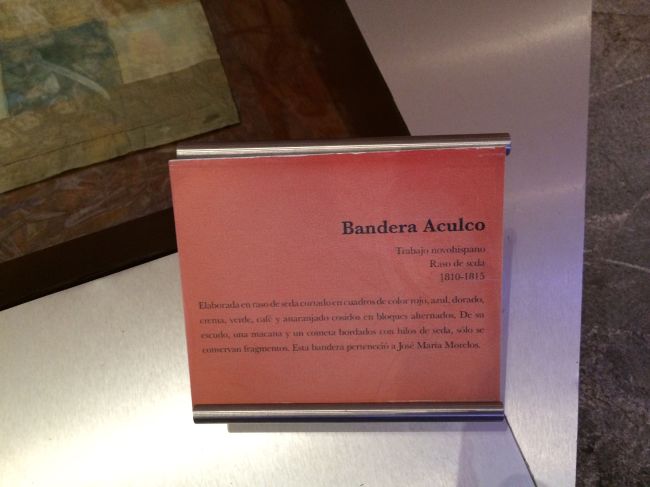 Bandera Aculco
Trabajo novohispano
Raso de seda
1810-1815
Elaborada en raso de seda cortado en cuadros de color rojo, azul, dorado,
crema, verde, café y anaranjado cosidos en bloques alternados. De su
escudo, una macana y un cometa bordados con hilos de seda, sólo se
conservan fragmentos. Esta bandera perteneció a José María Morelos.